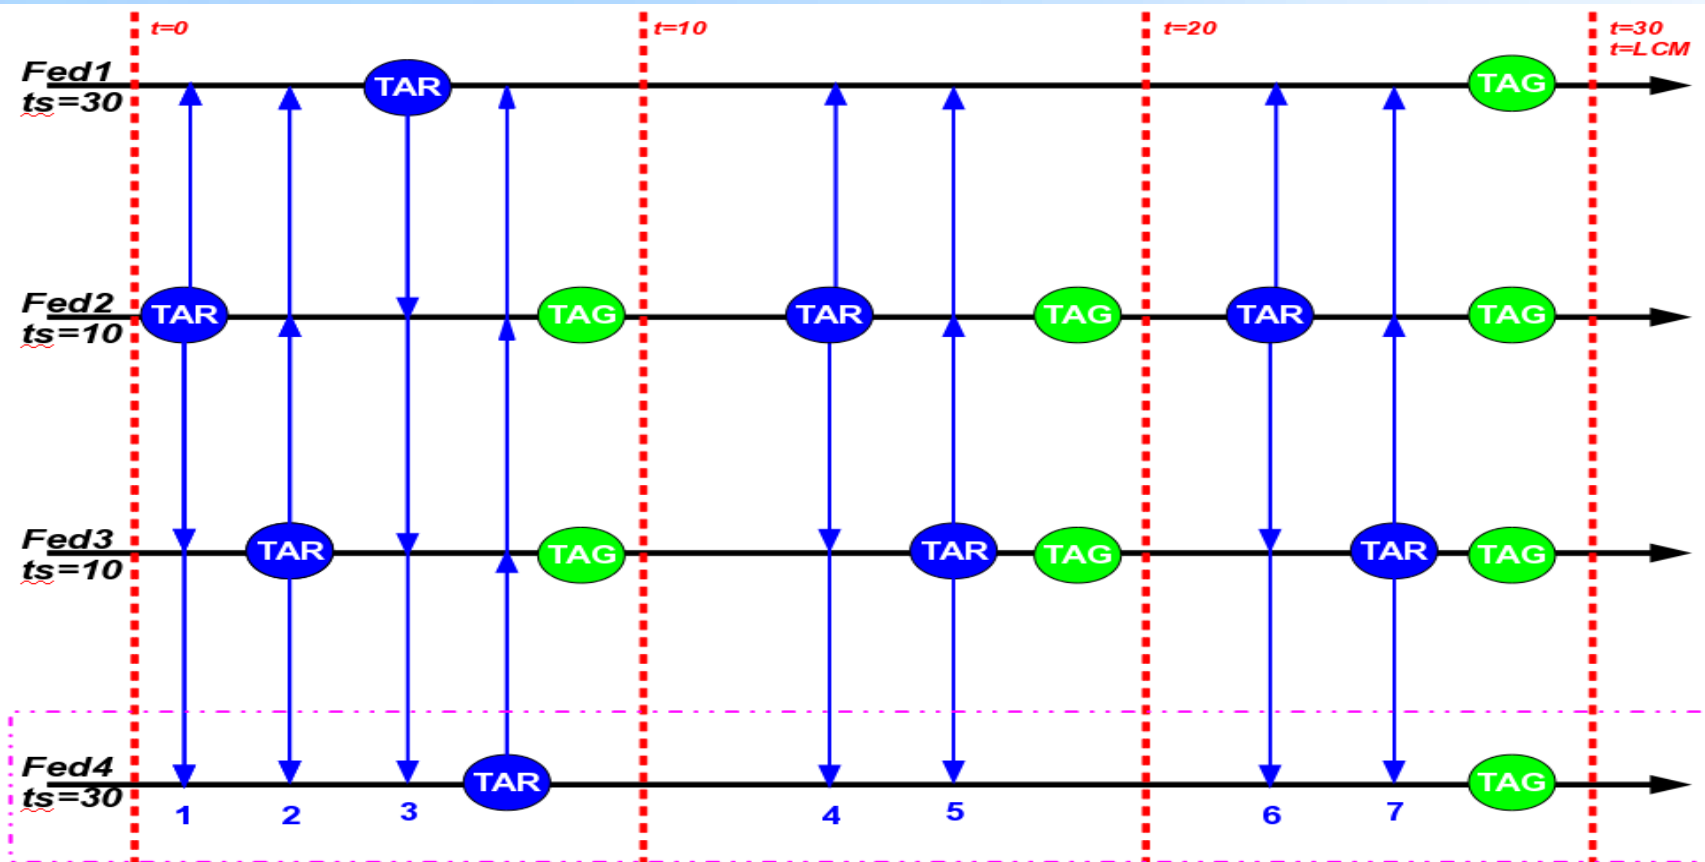 t=0
t=10
t=20
t=30
t=LCM
Fed1
ts=30
TAR
TAG
Fed2
ts=10
TAR
TAG
TAR
TAG
TAR
TAG
Fed3
ts=10
TAR
TAG
TAR
TAG
TAR
TAG
Fed4
ts=30
TAR
TAG
1
2
3
4
5
6
7